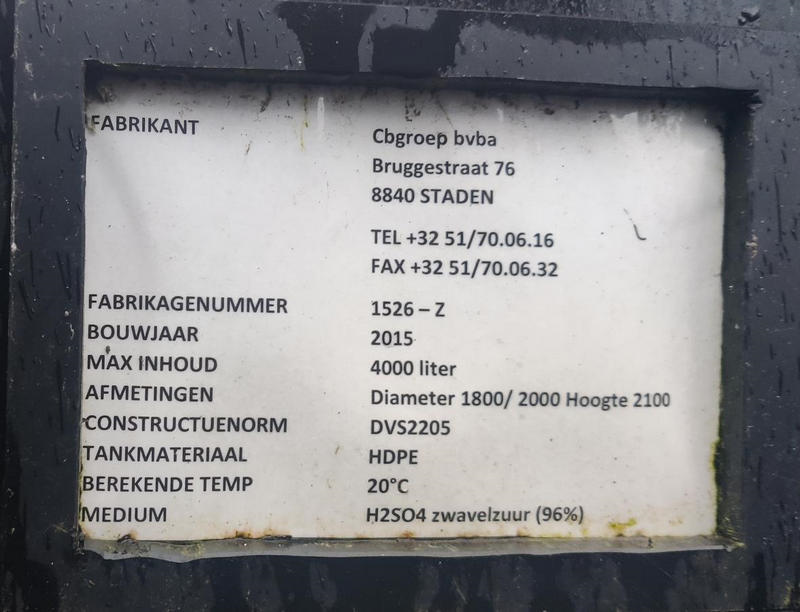 FABRIKANT Cbgroep bvba
Bruggestraat 76
8840 STADEN
TEL +32 51/70.06.16
FAX +32 51/70.06.32
FABRIKAGENUMMER 1526 – Z
BOUWJAAR 2015
MAX INHOUD 4000 liter
AFMETINGEN Diameter 1800/ 2000 Hoogte 2100
CONSTRUCTUENORM DVS2205
TANKMATERIAAL HDPE
BEREKENDE TEMP 20°C
MEDIUM H2SO4 zwavelzuur (96%)